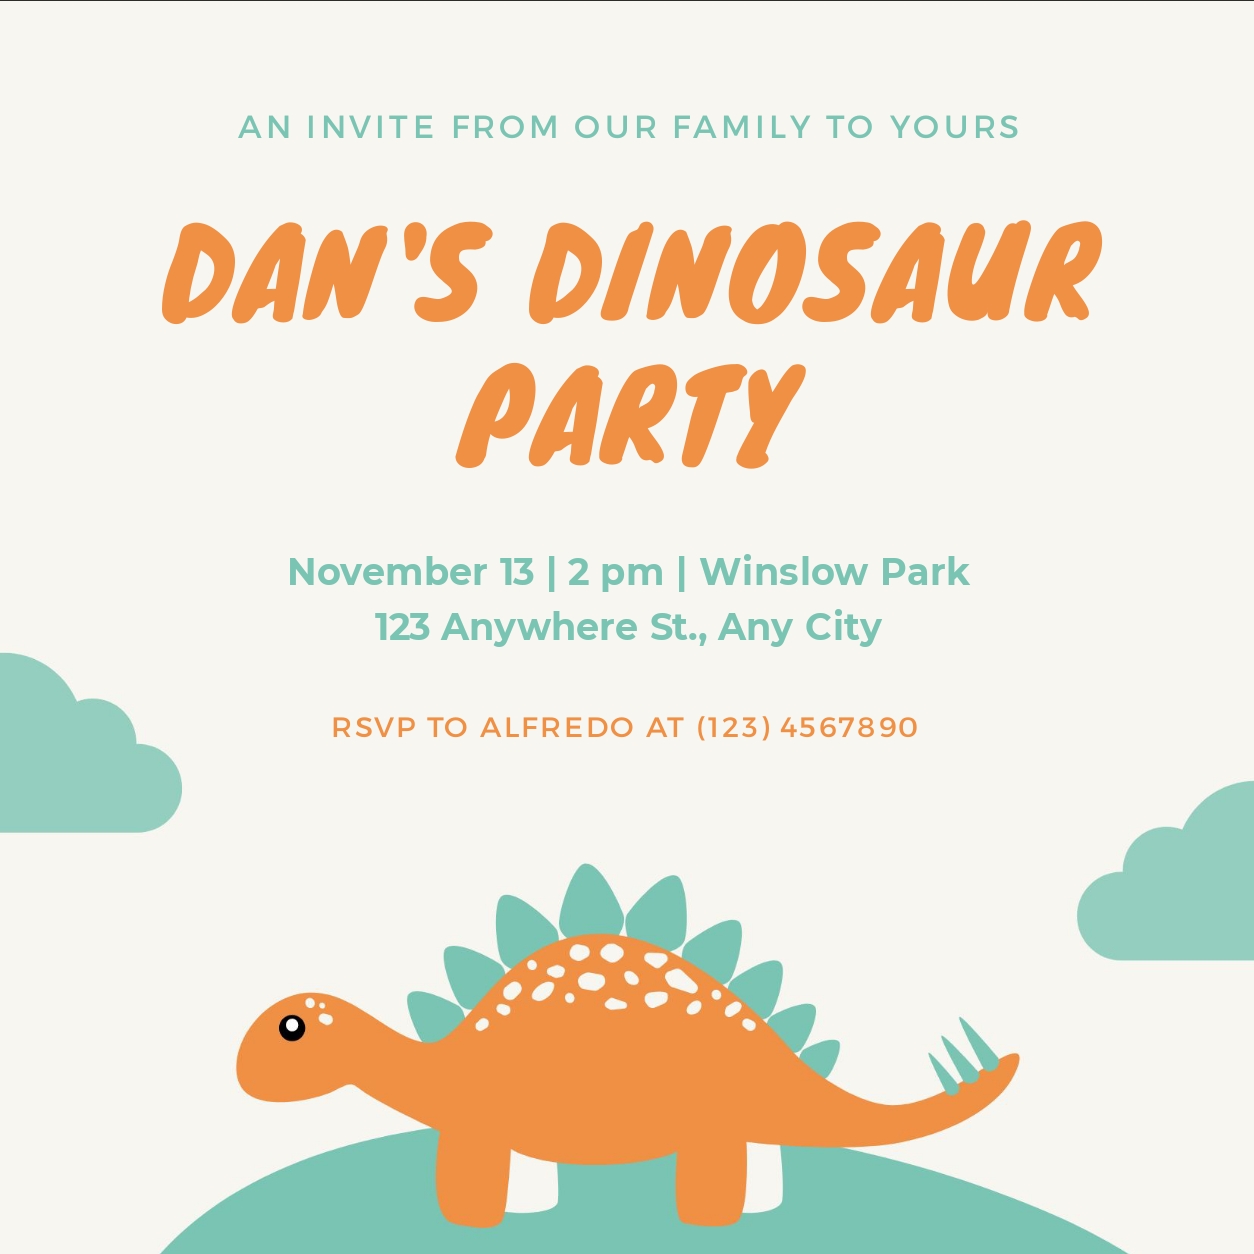 AN INVITE FROM OUR FAMILY TO YOURS
DAN'S DINOSAUR
PARTY
November 13 | 2 pm | Winslow Park
123 Anywhere St., Any City
RSVP TO ALFREDO AT (123) 4567890